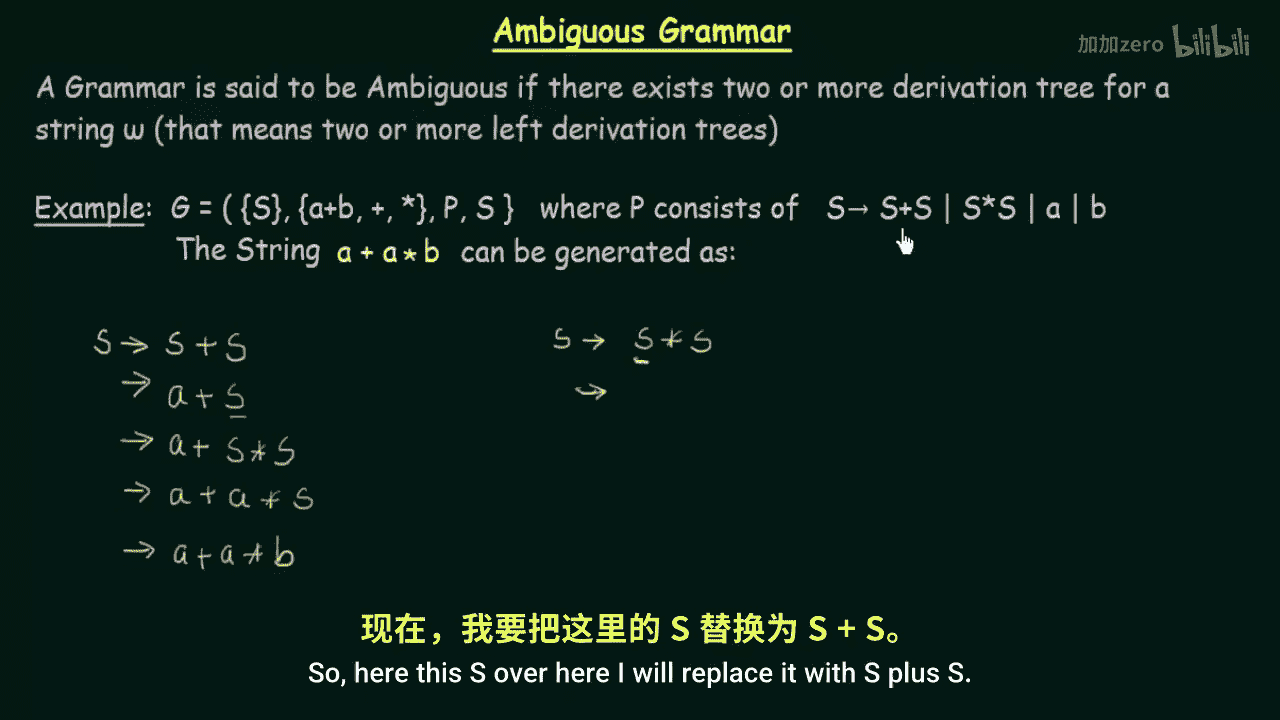 Ambiguous Grammar
加加zero bilibili
A Grammar is said to be Ambiguous if there exists two or more derivation tree for a
string ω (that means two or more left derivation trees)
Example: G = ( {S}, {a+b, +, *}, P, S } where P consists of S→ S+S | S*S | a | b
The String a + a * b can be generated as:
S → S + S
→ a + S
→ a + S * S
→ a + a * S
→ a + a * b
S → S * S
→
现在，我要把这里的 S 替换为 S + S。
So, here this S over here I will replace it with S plus S.